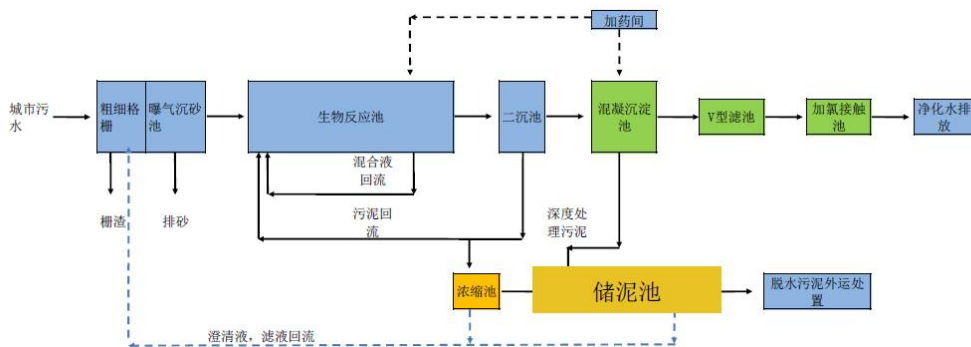 加药间
城市污
水
粗细格
栅
曝气沉砂
池
生物反应池
二沉池
混凝沉淀
池
V型滤池
加氯接触
池
净化水排
放
混合液
回流
栅渣
排砂
污泥回
流
深度处
理污泥
浓缩池
储泥池
脱水污泥外运处
置
澄清液，滤液回流